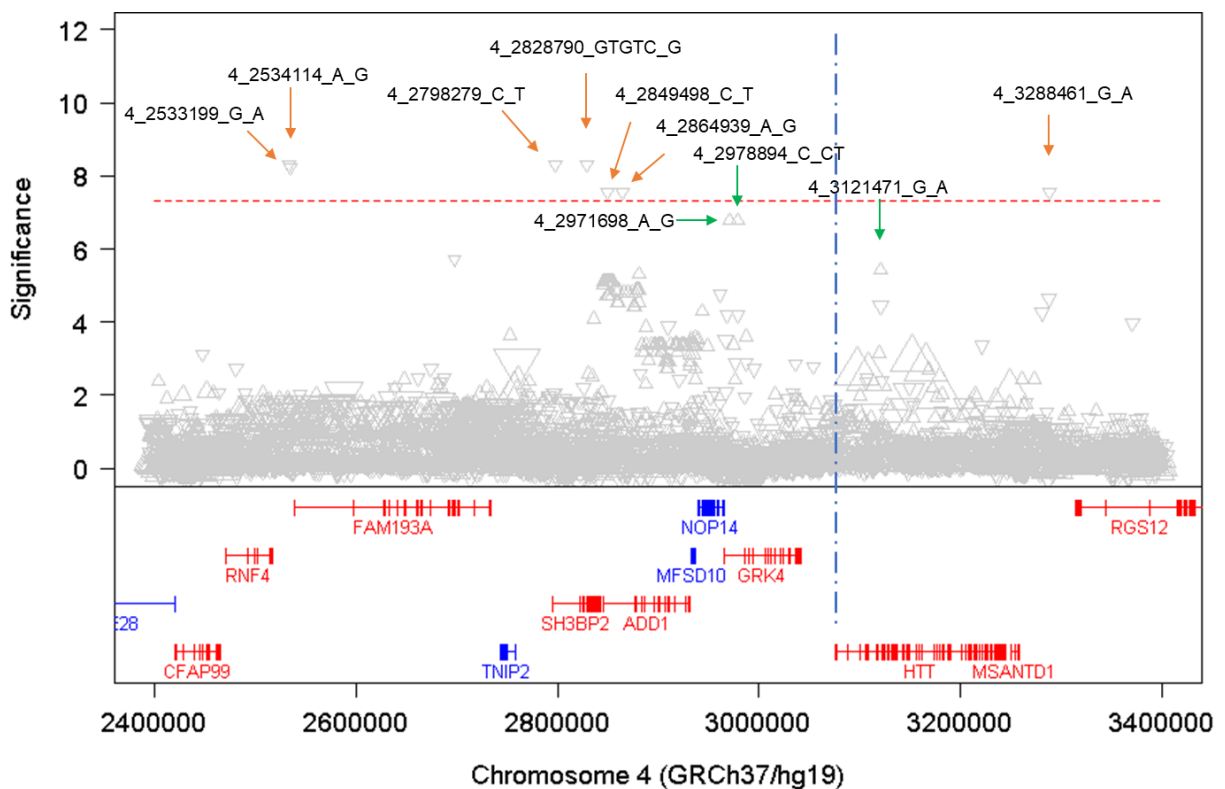 12
10
8
6
4
2
0
Significance
4_2828790_GTGTC_G
4_2534114_A_G
4_2798279_C_T
4_2849498_C_T
4_3288461_G_A
4_2533199_G_A
4_2864939_A_G
4_2978894_C_CT
4_3121471_G_A
4_2971698_A_G
FAM193A
NOP14
RGS12
RNF4
MFSD10
GRK4
E28
SH3BP2
ADD1
CFAP99
TNIP2
HTT
MSANTD1
2400000
2600000
2800000
3000000
3200000
3400000
Chromosome 4 (GRCh37/hg19)